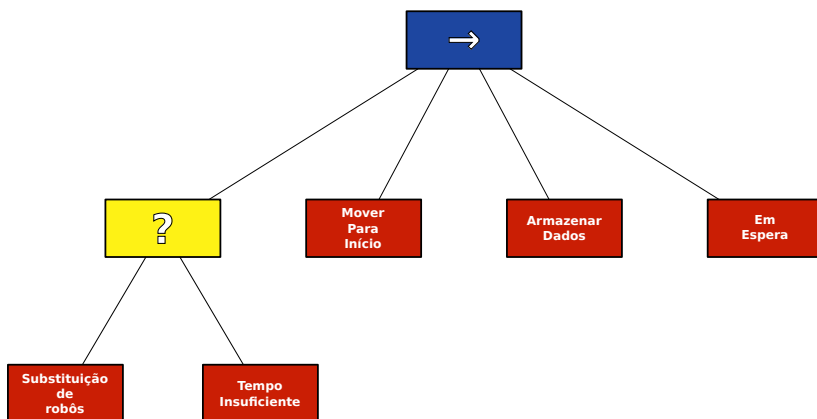 →
?
Mover
Para
Início
Armazenar
Dados
Em
Espera
Substituição
de
robôs
Tempo
Insuficiente